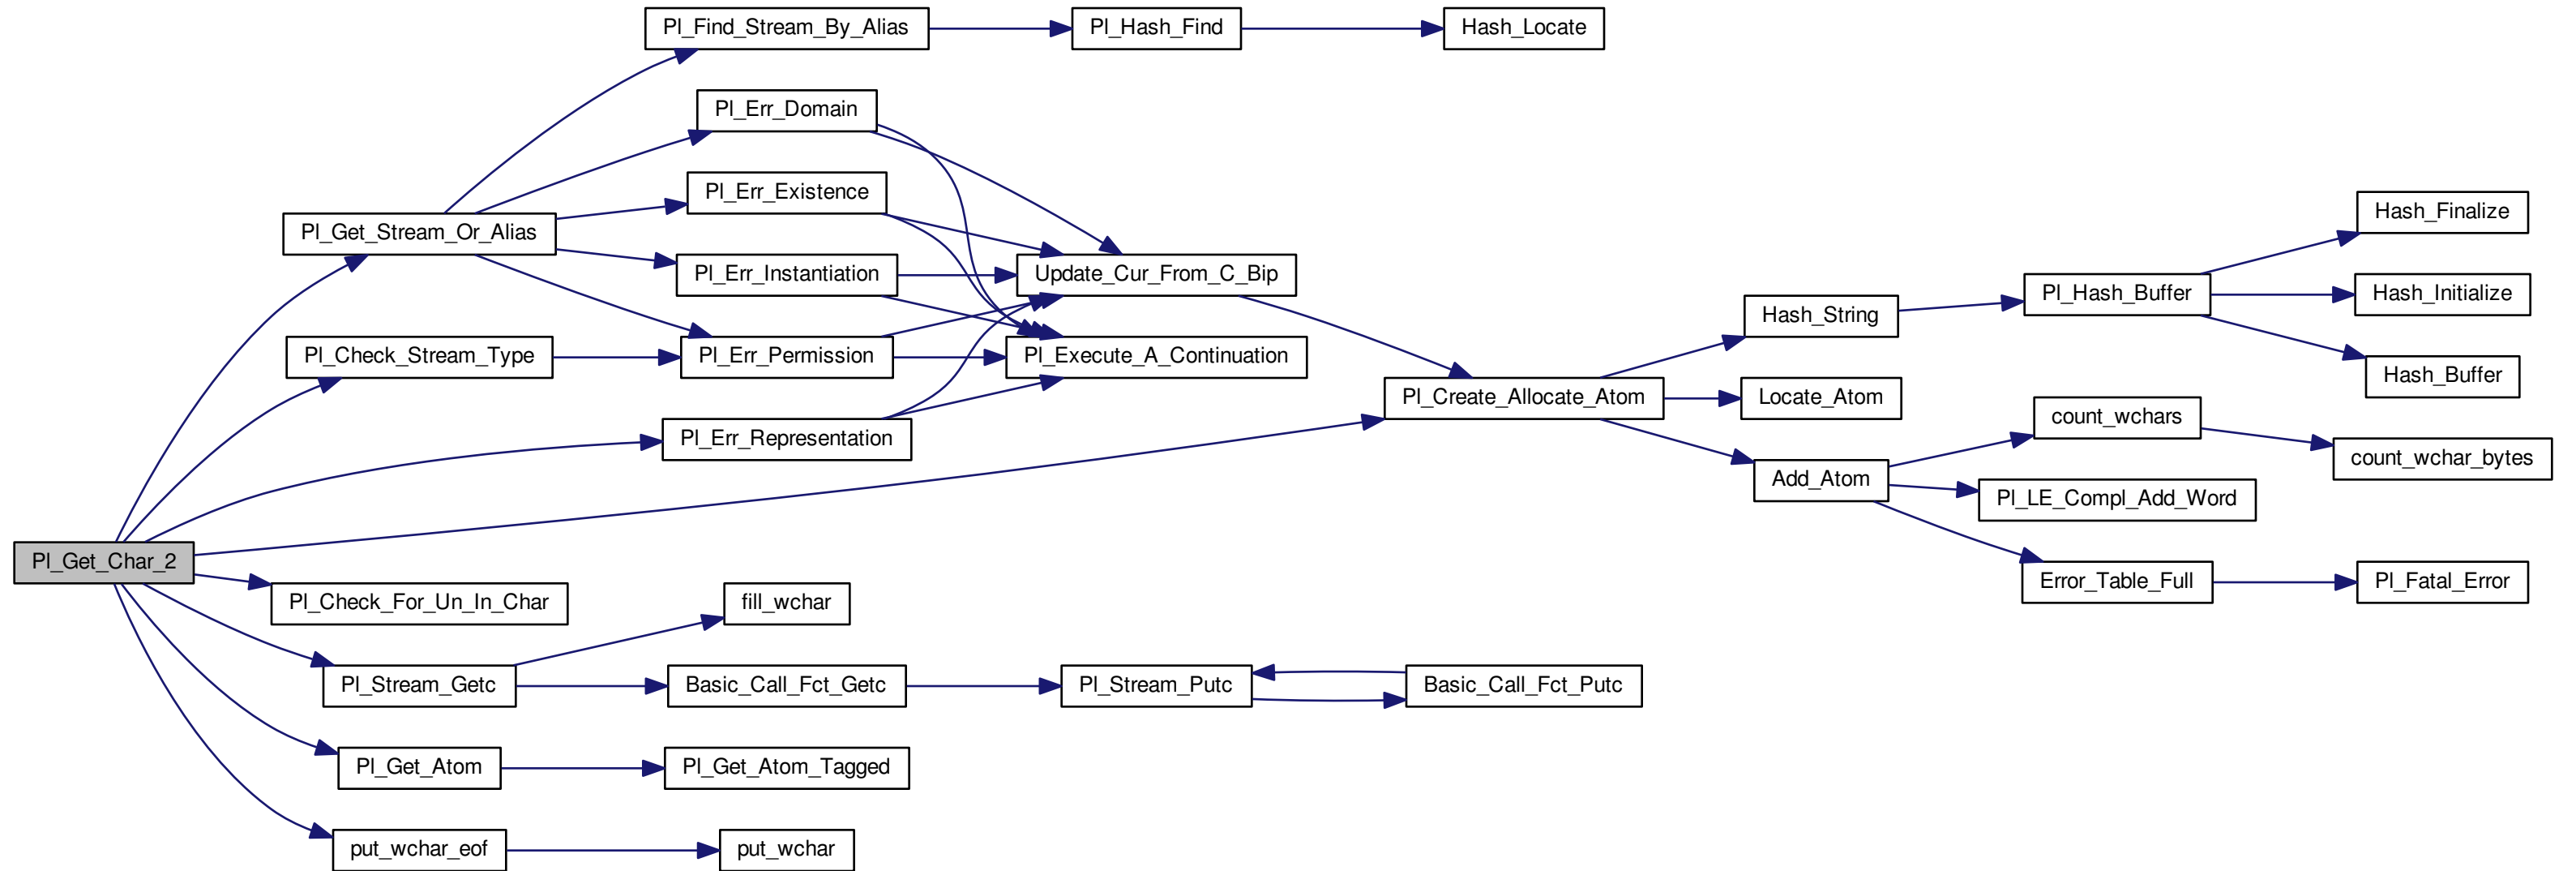 Pl_Find_Stream_By_Alias
Pl_Hash_Find
Hash_Locate
Pl_Err_Domain
Pl_Err_Existence
Hash_Finalize
Pl_Get_Stream_Or_Alias
Pl_Err_Instantiation
Update_Cur_From_C_Bip
Pl_Hash_Buffer
Hash_Initialize
Hash_String
Pl_Check_Stream_Type
Pl_Err_Permission
Pl_Execute_A_Continuation
Hash_Buffer
Pl_Create_Allocate_Atom
Locate_Atom
count_wchars
Pl_Err_Representation
count_wchar_bytes
Add_Atom
Pl_LE_Compl_Add_Word
Pl_Get_Char_2
Error_Table_Full
Pl_Fatal_Error
Pl_Check_For_Un_In_Char
fill_wchar
Pl_Stream_Getc
Basic_Call_Fct_Getc
Pl_Stream_Putc
Basic_Call_Fct_Putc
Pl_Get_Atom
Pl_Get_Atom_Tagged
put_wchar_eof
put_wchar